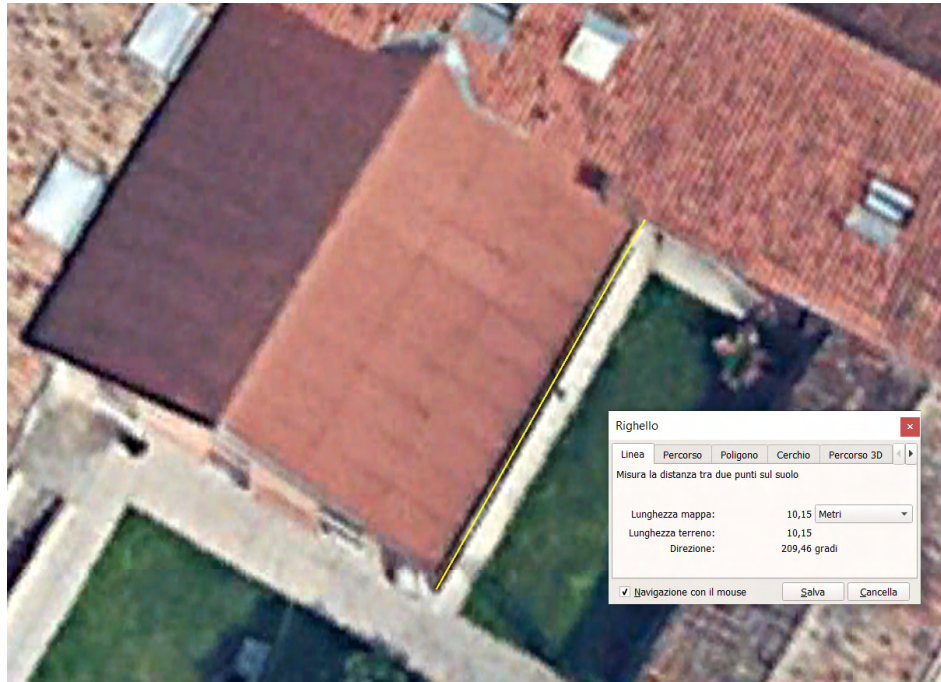 Righello
Linea Percorso Poligono Cerchio Percorso 3D
Misura la distanza tra due punti sul suolo
Lunghezza mappa: 10,15 Metri
Lunghezza terreno: 10,15
Direzione: 209,46 gradi
Navigazione con il mouse Salva Cancella